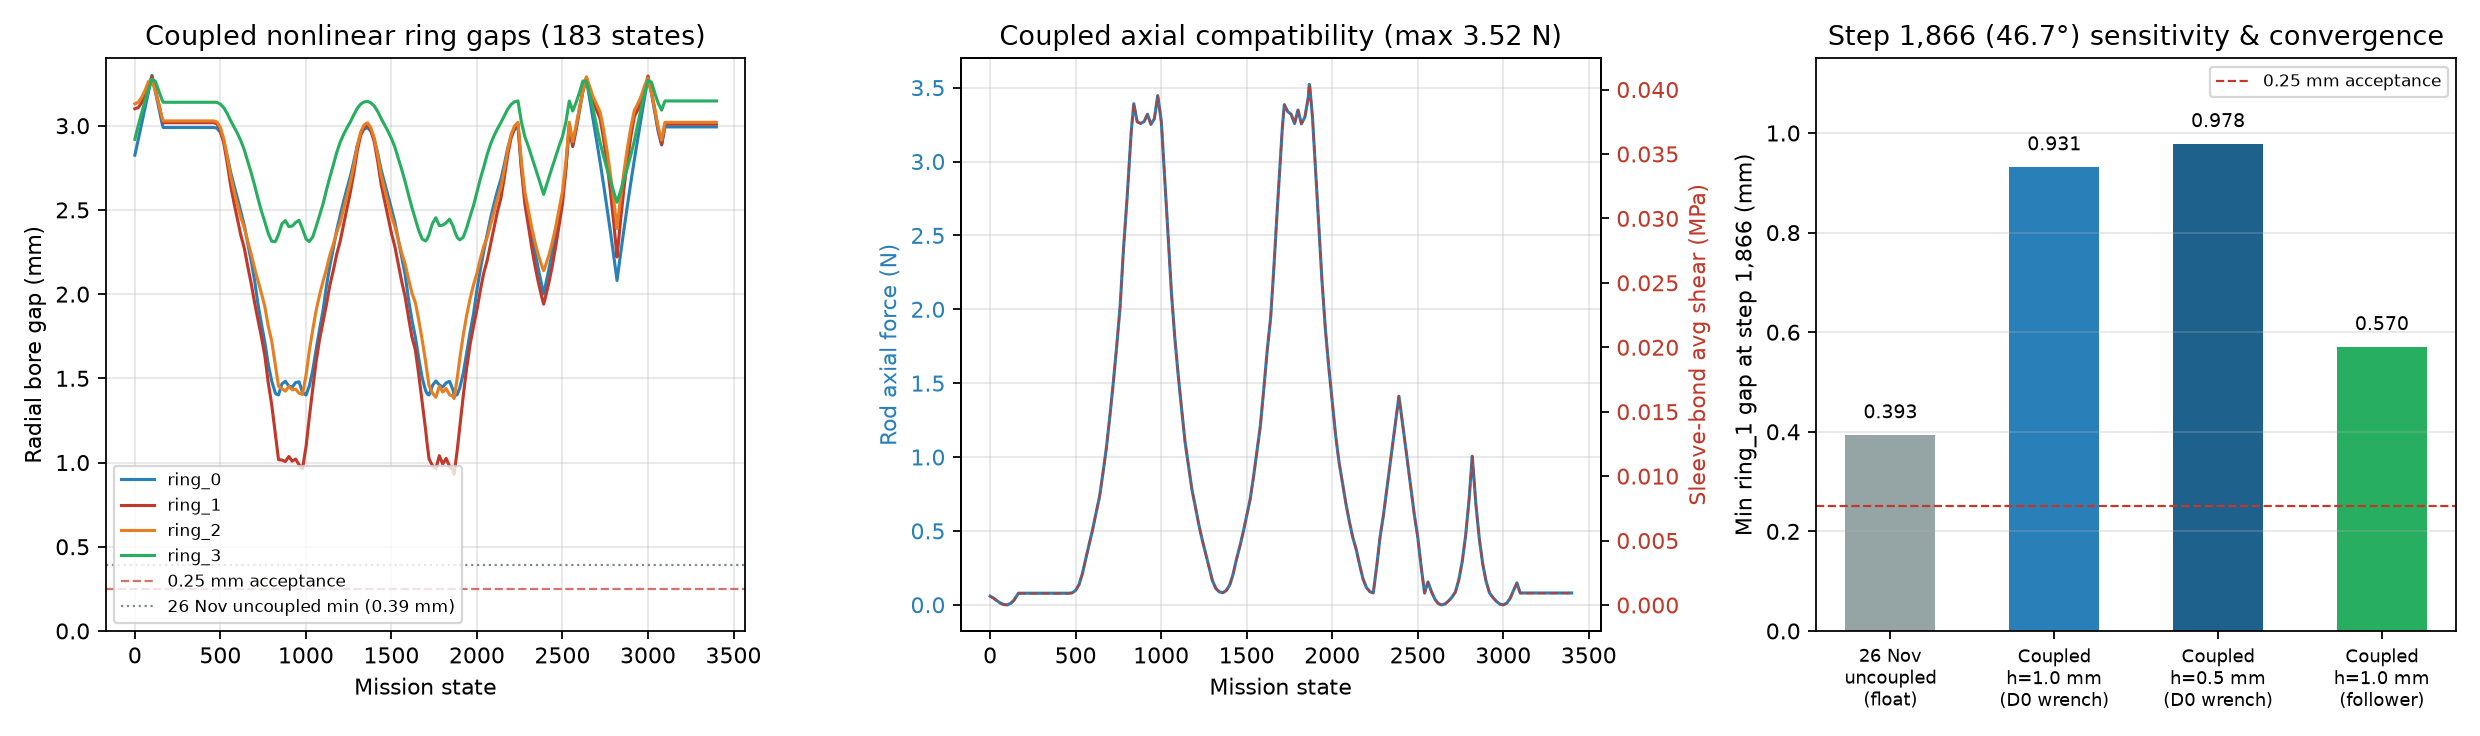 Coupled nonlinear ring gaps (183 states)
Radial bore gap (mm)
3.0
2.5
2.0
1.5
1.0
0.5
0.0
ring_0
ring_1
ring_2
ring_3
0.25 mm acceptance
26 Nov uncoupled min (0.39 mm)
0 500 1000 1500 2000 2500 3000 3500
Mission state
Coupled axial compatibility (max 3.52 N)
Rod axial force (N)
3.5
3.0
2.5
2.0
1.5
1.0
0.5
0.0
0 500 1000 1500 2000 2500 3000 3500
Mission state
0.040
0.035
0.030
0.025
0.020
0.015
0.010
0.005
0.000
Sleeve-bond avg shear (MPa)
Step 1,866 (46.7°) sensitivity & convergence
Min ring_1 gap at step 1,866 (mm)
1.0
0.8
0.6
0.4
0.2
0.0
0.25 mm acceptance
0.393
0.931
0.978
0.570
26 Nov
uncoupled
(float)
Coupled
h=1.0 mm
(D0 wrench)
Coupled
h=0.5 mm
(D0 wrench)
Coupled
h=1.0 mm
(follower)